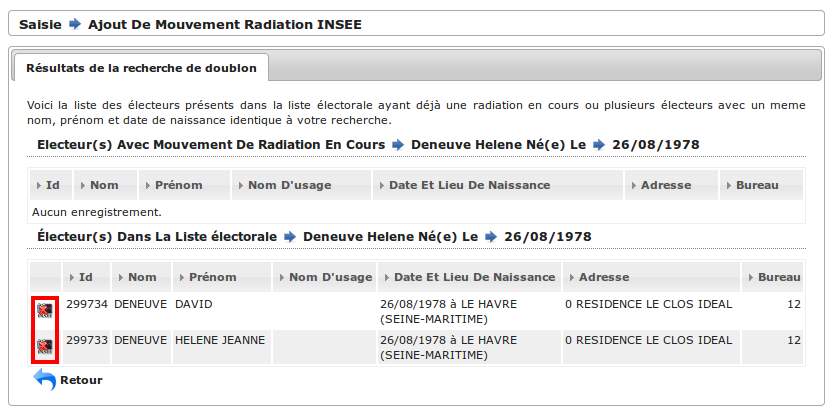 Saisie Ajout De Mouvement Radiation INSEE
Résultats de la recherche de doublon
Voici la liste des électeurs présents dans la liste électorale ayant déjà une radiation en cours ou plusieurs électeurs avec un meme
nom, prénom et date de naissance identique à votre recherche.
Electeur(s) Avec Mouvement De Radiation En Cours Deneuve Helene Né(e) Le 26/08/1978
Id Nom Prénom Nom D'usage Date Et Lieu De Naissance Adresse Bureau
Aucun enregistrement.
Électeur(s) Dans La Liste électorale Deneuve Helene Né(e) Le 26/08/1978
Id Nom Prénom Nom D'usage Date Et Lieu De Naissance Adresse Bureau
INSEE 299734 DENEUVE DAVID 26/08/1978 à LE HAVRE 0 RESIDENCE LE CLOS IDEAL 12
(SEINE-MARITIME)
INSEE 299733 DENEUVE HELENE JEANNE 26/08/1978 à LE HAVRE 0 RESIDENCE LE CLOS IDEAL 12
(SEINE-MARITIME)
Retour